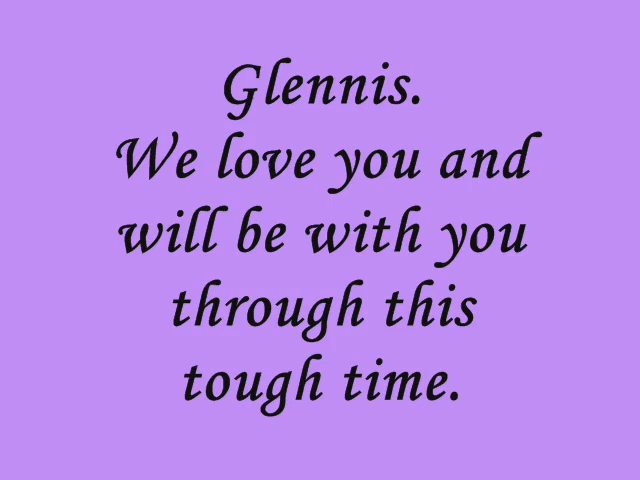 Glennis.
We love you and
will be with you
through this
tough time.